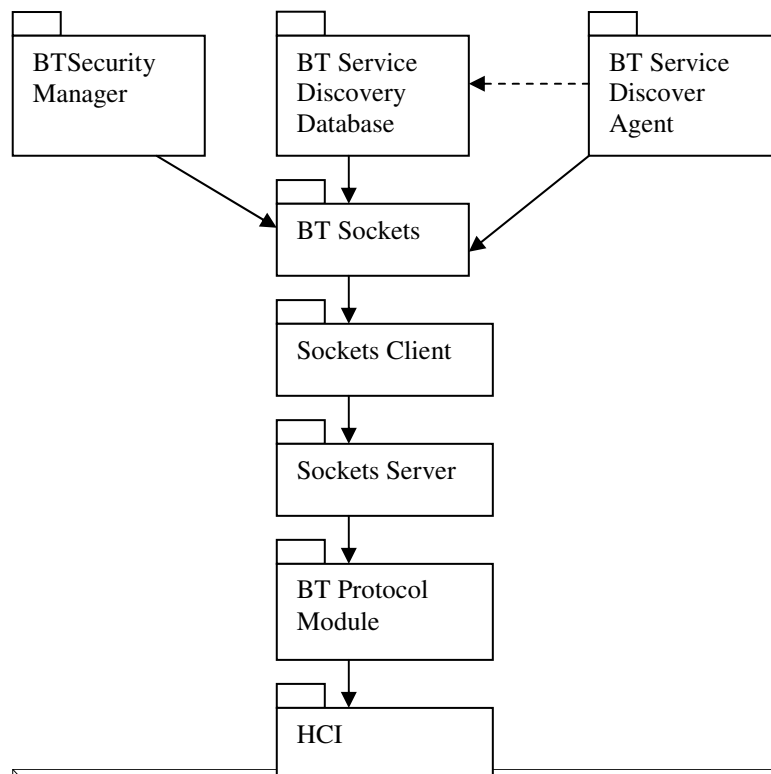 BTSecurity
Manager
BT Service
Discovery
Database
BT Service
Discover
Agent
BT Sockets
Sockets Client
Sockets Server
BT Protocol
Module
HCI